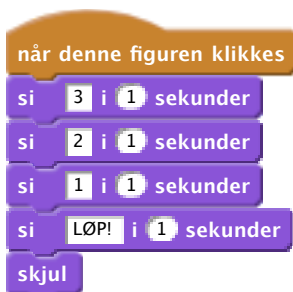 når denne figuren klikkes
si 3 i 1 sekunder
si 2 i 1 sekunder
si 1 i 1 sekunder
si LØP! i 1 sekunder
skjul